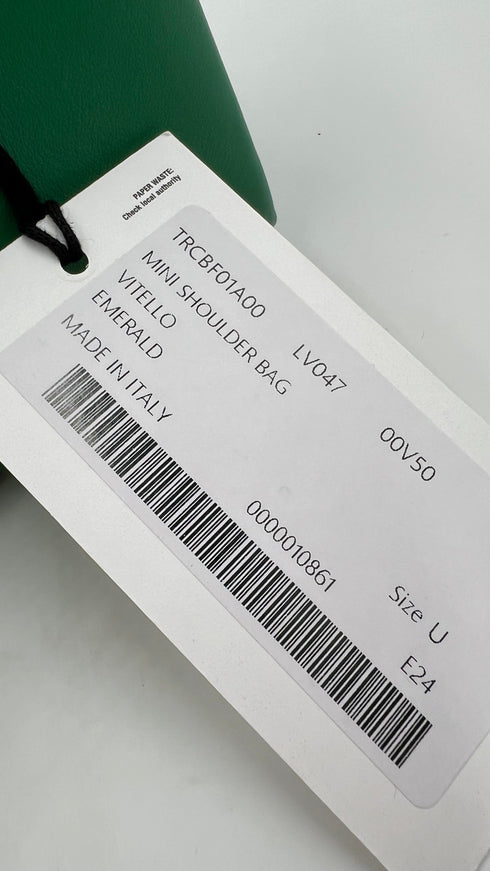 PAPER WASTE:
Check local authority
TRCBF01A00 LV047 00V50
MINI SHOULDER BAG
VITELLO
EMERALD
MADE IN ITALY
0000010861
Size U
E24